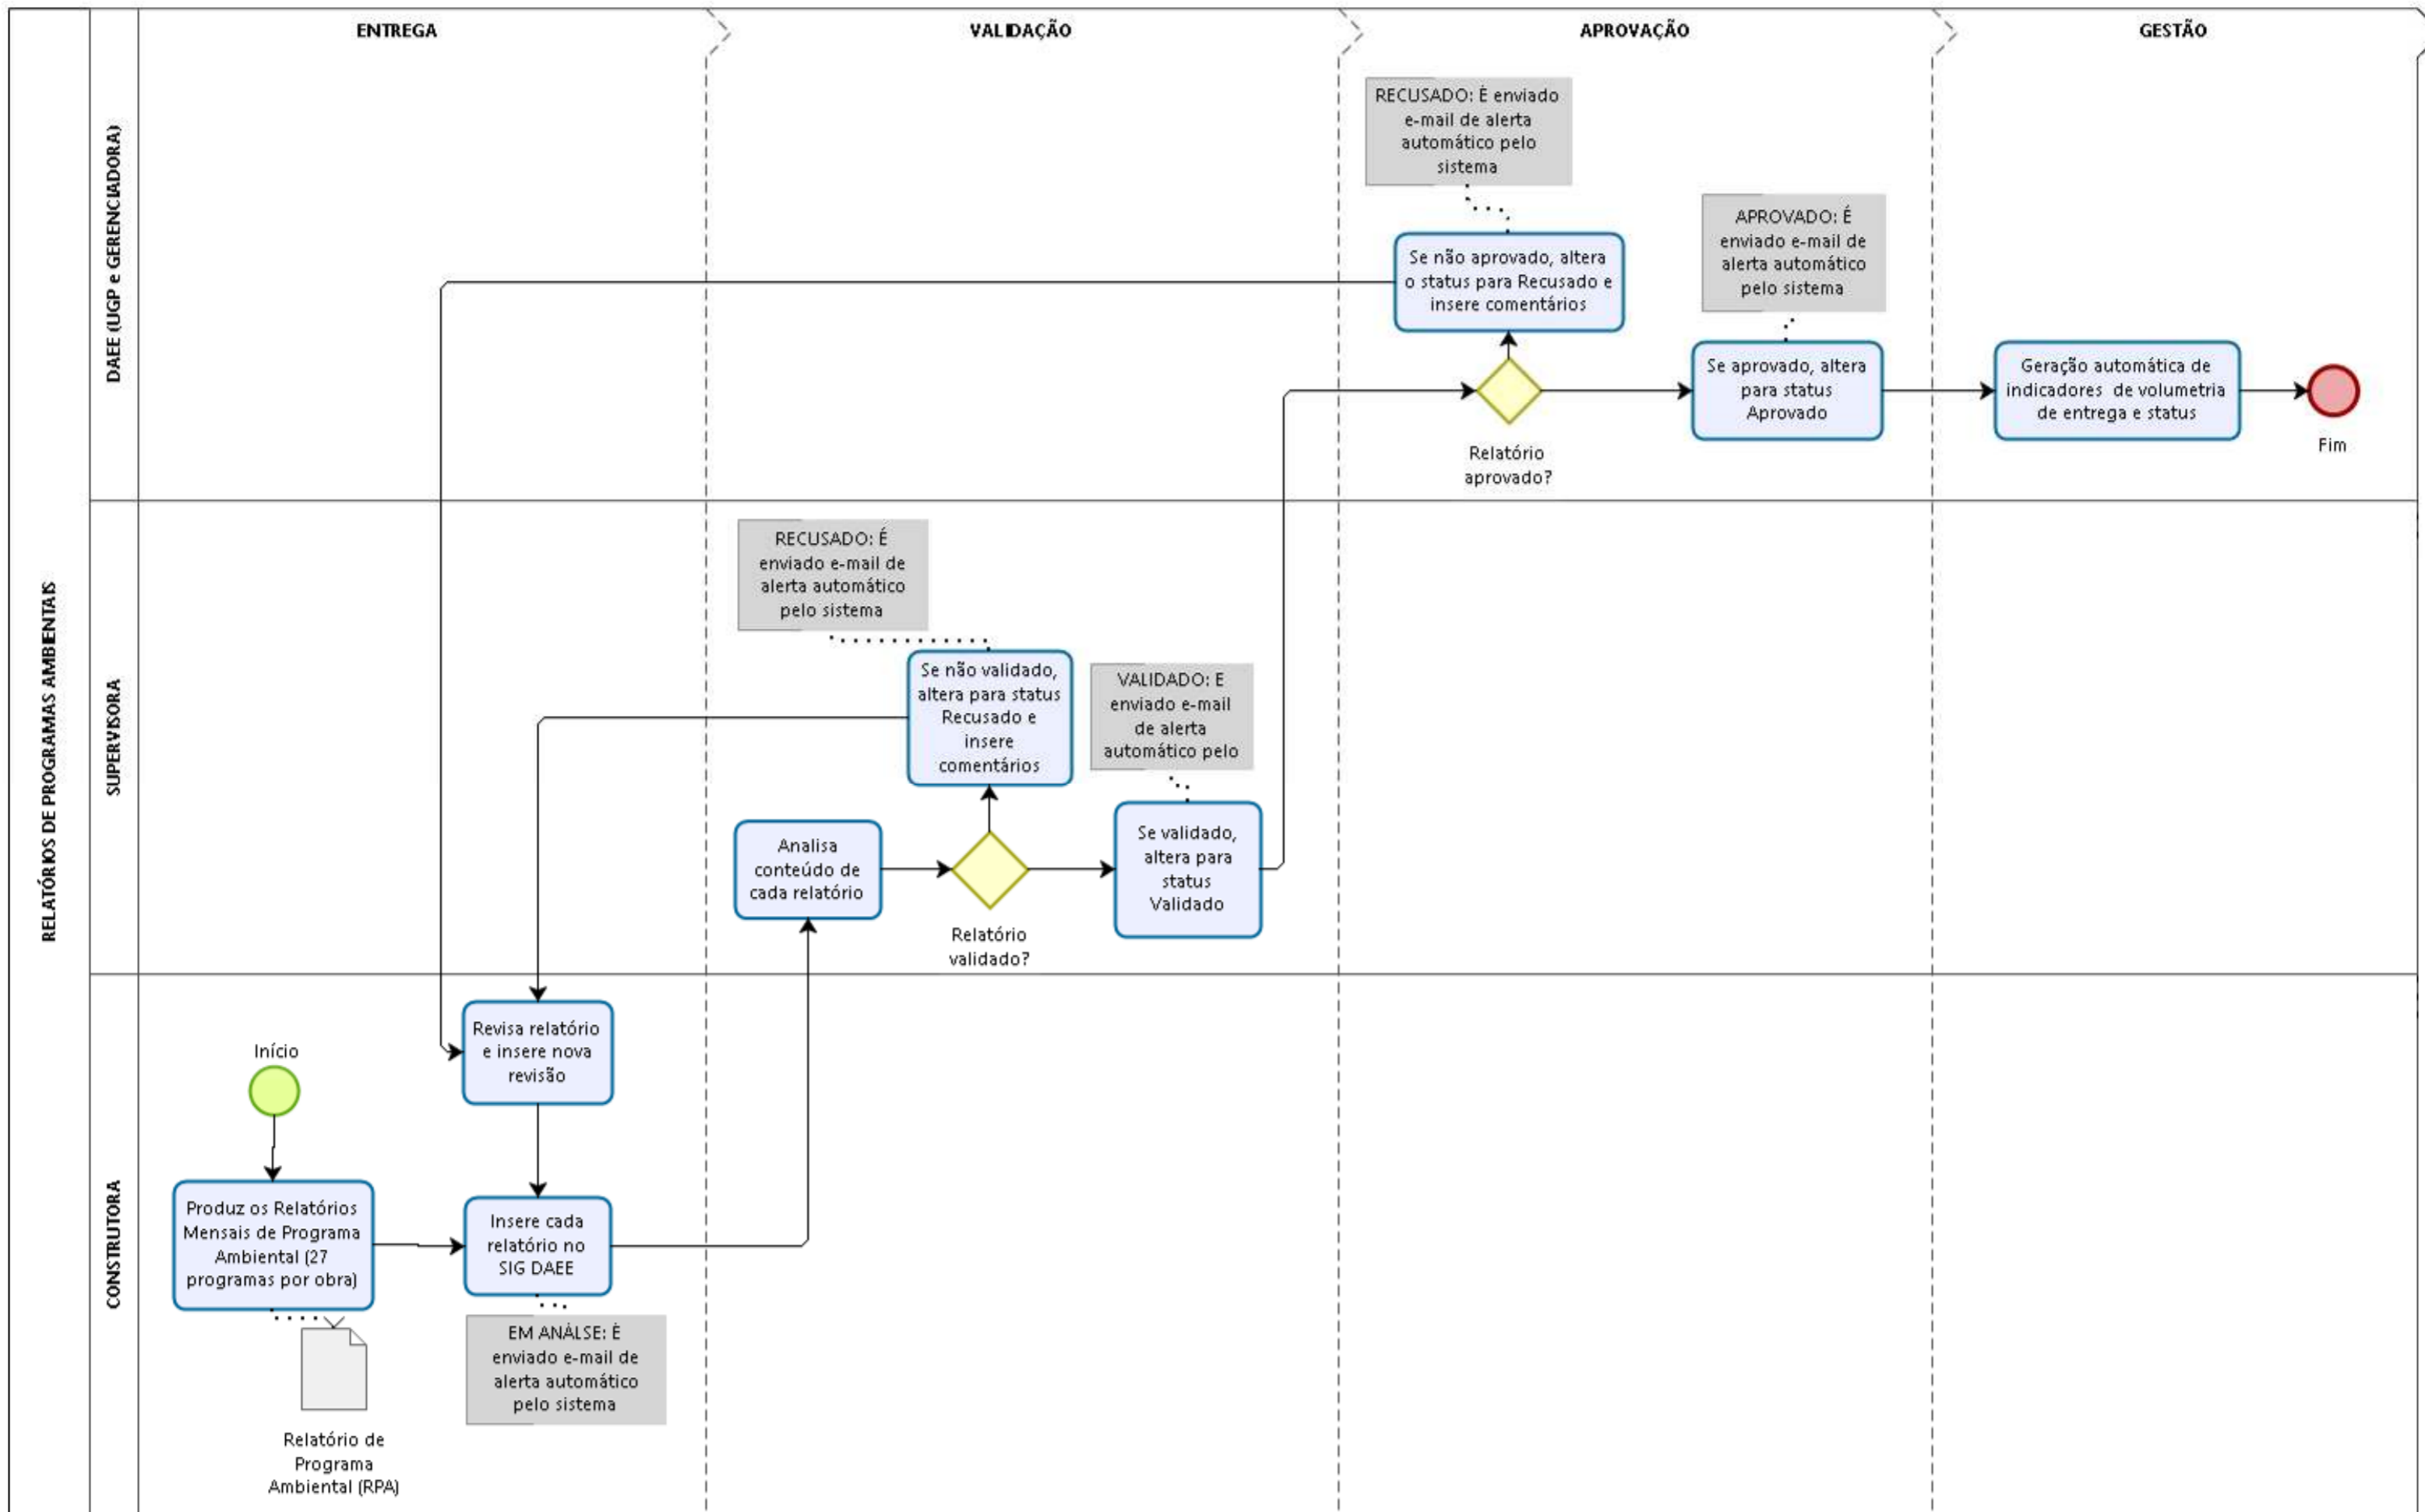 ENTREGA
VALIDAÇÃO
APROVAÇÃO
GESTÃO
RELATÓRIOS DE PROGRAMAS AMBIENTAIS
DAEE (UGP e GERENCIADORA)
RECUSADO: É enviado
e-mail de alerta
automático pelo
sistema
APROVADO: É
enviado e-mail de
alerta automático
pelo sistema
Se não aprovado, altera
o status para Recusado e
insere comentários
Se aprovado, altera
para status
Aprovado
Geração automática de
indicadores de volumetria
de entrega e status
Relatório
aprovado?
Fim
SUPERVISORA
RECUSADO: É
enviado e-mail de
alerta automático
pelo sistema
Se não validado,
altera para status
Recusado e
insere
comentários
VALIDADO: E
enviado e-mail
de alerta
automático pelo
Analisa
conteúdo de
cada relatório
Se validado,
altera para
status
Validado
Relatório
validado?
CONSTRUTORA
Início
Revisa relatório
e insere nova
revisão
Produz os Relatórios
Mensais de Programa
Ambiental (27
programas por obra)
Insere cada
relatório no
SIG DAEE
EM ANÁLSE: É
enviado e-mail de
alerta automático
pelo sistema
Relatório de
Programa
Ambiental (RPA)